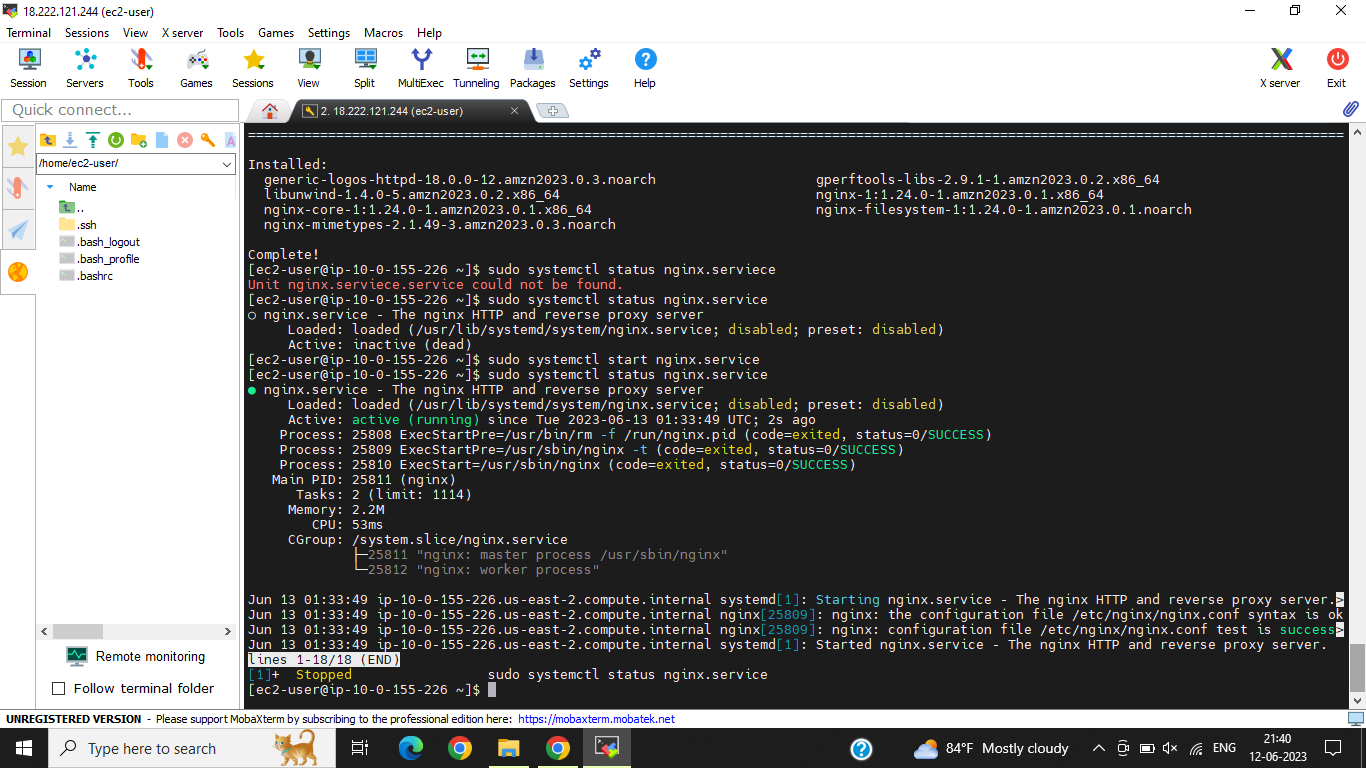 18.222.121.244 (ec2-user)
Terminal Sessions View X server Tools Games Settings Macros Help
Session Servers Tools Games Sessions View Split MultiExec Tunneling Packages Settings Help X server Exit
Quick connect...
2. 18.222.121.244 (ec2-user)
/home/ec2-user/
Name
..
.ssh
.bash_logout
.bash_profile
.bashrc
Remote monitoring
Follow terminal folder
================================================================================
Installed:
generic-logos-httpd-18.0.0-12.amzn2023.0.3.noarch gperftools-libs-2.9.1-1.amzn2023.0.2.x86_64
libunwind-1.4.0-5.amzn2023.0.2.x86_64 nginx-1:1.24.0-1.amzn2023.0.1.x86_64
nginx-core-1:1.24.0-1.amzn2023.0.1.x86_64 nginx-filesystem-1:1.24.0-1.amzn2023.0.1.noarch
nginx-mimetypes-2.1.49-3.amzn2023.0.3.noarch
Complete!
[ec2-user@ip-10-0-155-226 ~]$ sudo systemctl status nginx.serviece
Unit nginx.serviece.service could not be found.
[ec2-user@ip-10-0-155-226 ~]$ sudo systemctl status nginx.service
○ nginx.service - The nginx HTTP and reverse proxy server
Loaded: loaded (/usr/lib/systemd/system/nginx.service; disabled; preset: disabled)
Active: inactive (dead)
[ec2-user@ip-10-0-155-226 ~]$ sudo systemctl start nginx.service
[ec2-user@ip-10-0-155-226 ~]$ sudo systemctl status nginx.service
● nginx.service - The nginx HTTP and reverse proxy server
Loaded: loaded (/usr/lib/systemd/system/nginx.service; disabled; preset: disabled)
Active: active (running) since Tue 2023-06-13 01:33:49 UTC; 2s ago
Process: 25808 ExecStartPre=/usr/bin/rm -f /run/nginx.pid (code=exited, status=0/SUCCESS)
Process: 25809 ExecStartPre=/usr/sbin/nginx -t (code=exited, status=0/SUCCESS)
Process: 25810 ExecStart=/usr/sbin/nginx (code=exited, status=0/SUCCESS)
Main PID: 25811 (nginx)
Tasks: 2 (limit: 1114)
Memory: 2.2M
CPU: 53ms
CGroup: /system.slice/nginx.service
├─25811 "nginx: master process /usr/sbin/nginx"
└─25812 "nginx: worker process"
Jun 13 01:33:49 ip-10-0-155-226.us-east-2.compute.internal systemd[1]: Starting nginx.service - The nginx HTTP and reverse proxy server.>
Jun 13 01:33:49 ip-10-0-155-226.us-east-2.compute.internal nginx[25809]: nginx: the configuration file /etc/nginx/nginx.conf syntax is ok
Jun 13 01:33:49 ip-10-0-155-226.us-east-2.compute.internal nginx[25809]: nginx: configuration file /etc/nginx/nginx.conf test is success>
Jun 13 01:33:49 ip-10-0-155-226.us-east-2.compute.internal systemd[1]: Started nginx.service - The nginx HTTP and reverse proxy server.
lines 1-18/18 (END)
[1]+ Stopped sudo systemctl status nginx.service
[ec2-user@ip-10-0-155-226 ~]$
UNREGISTERED VERSION - Please support MobaXterm by subscribing to the professional edition here: https://mobaxterm.mobatek.net
Type here to search
84°F Mostly cloudy
ENG
21:40
12-06-2023